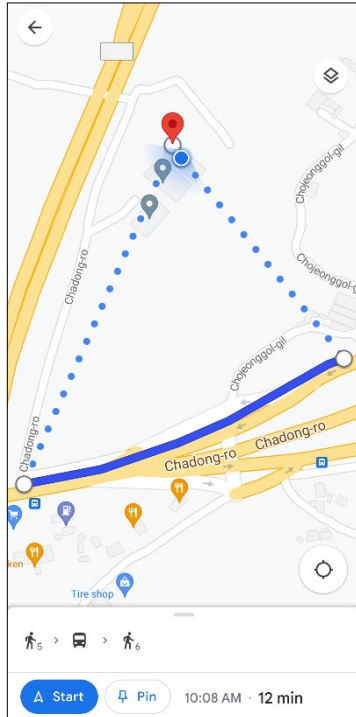 Chojeonggol-gil
Chadong-ro
Chojeonggol-g
Chojeonggol-gil
Chadong-ro
Chadong-ro
Chadong-ro
ken
Tire shop
5
6
Start
Pin
10:08 AM · 12 min